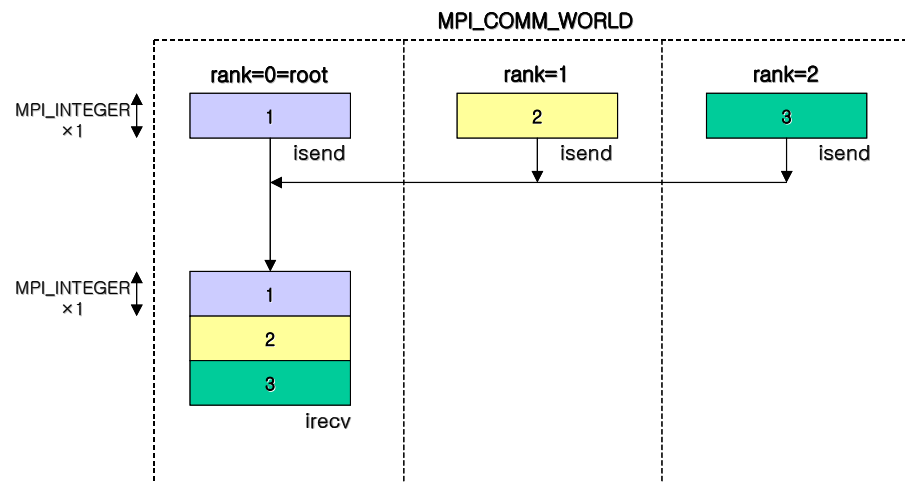 MPI_COMM_WORLD
rank=0=root
rank=1
rank=2
MPI_INTEGER
×1
1
2
3
isend
isend
isend
MPI_INTEGER
×1
1
2
3
irecv